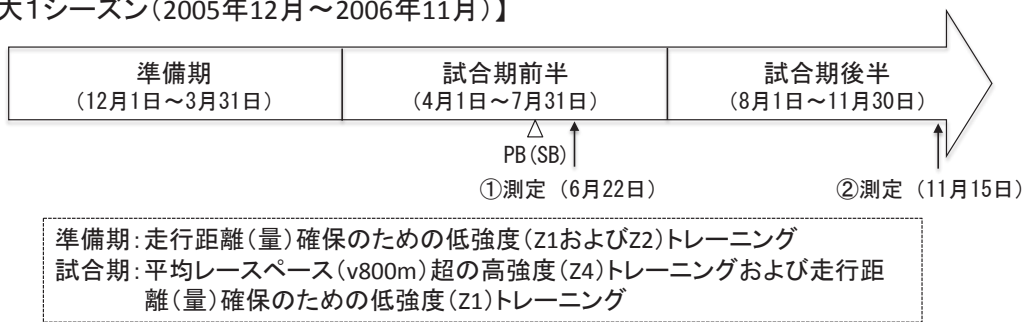 大1シーズン(2005年12月～2006年11月)】
準備期 試合期前半 試合期後半
(12月1日～3月31日) (4月1日～7月31日) (8月1日～11月30日)
△
PB(SB)
①測定 (6月22日) ②測定 (11月15日)
準備期:走行距離(量)確保のための低強度(Z1およびZ2)トレーニング
試合期:平均レースペース(v800m)超の高強度(Z4)トレーニングおよび走行距
離(量)確保のための低強度(Z1)トレーニング